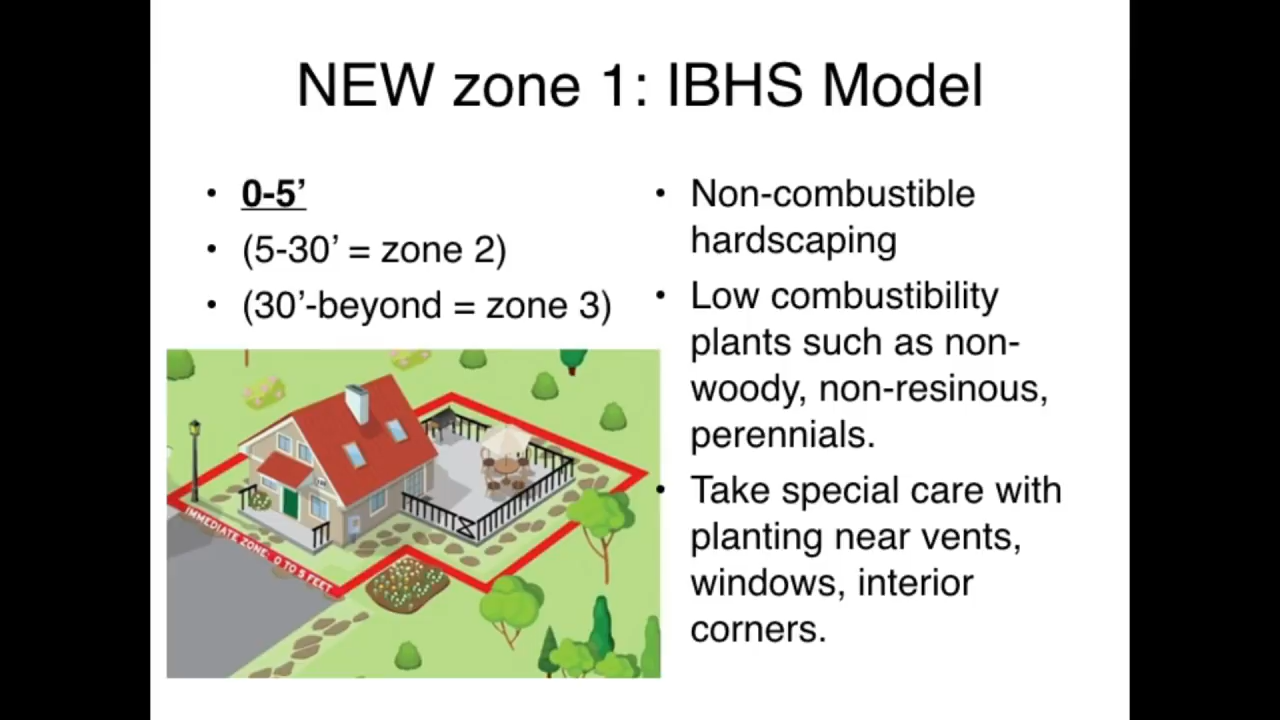 NEW zone 1: IBHS Model
• 0-5’
• (5-30’ = zone 2)
• (30’-beyond = zone 3)
IMMEDIATE ZONE: 0 TO 5 FEET
• Non-combustible
hardscaping
• Low combustibility
plants such as non-
woody, non-resinous,
perennials.
• Take special care with
planting near vents,
windows, interior
corners.